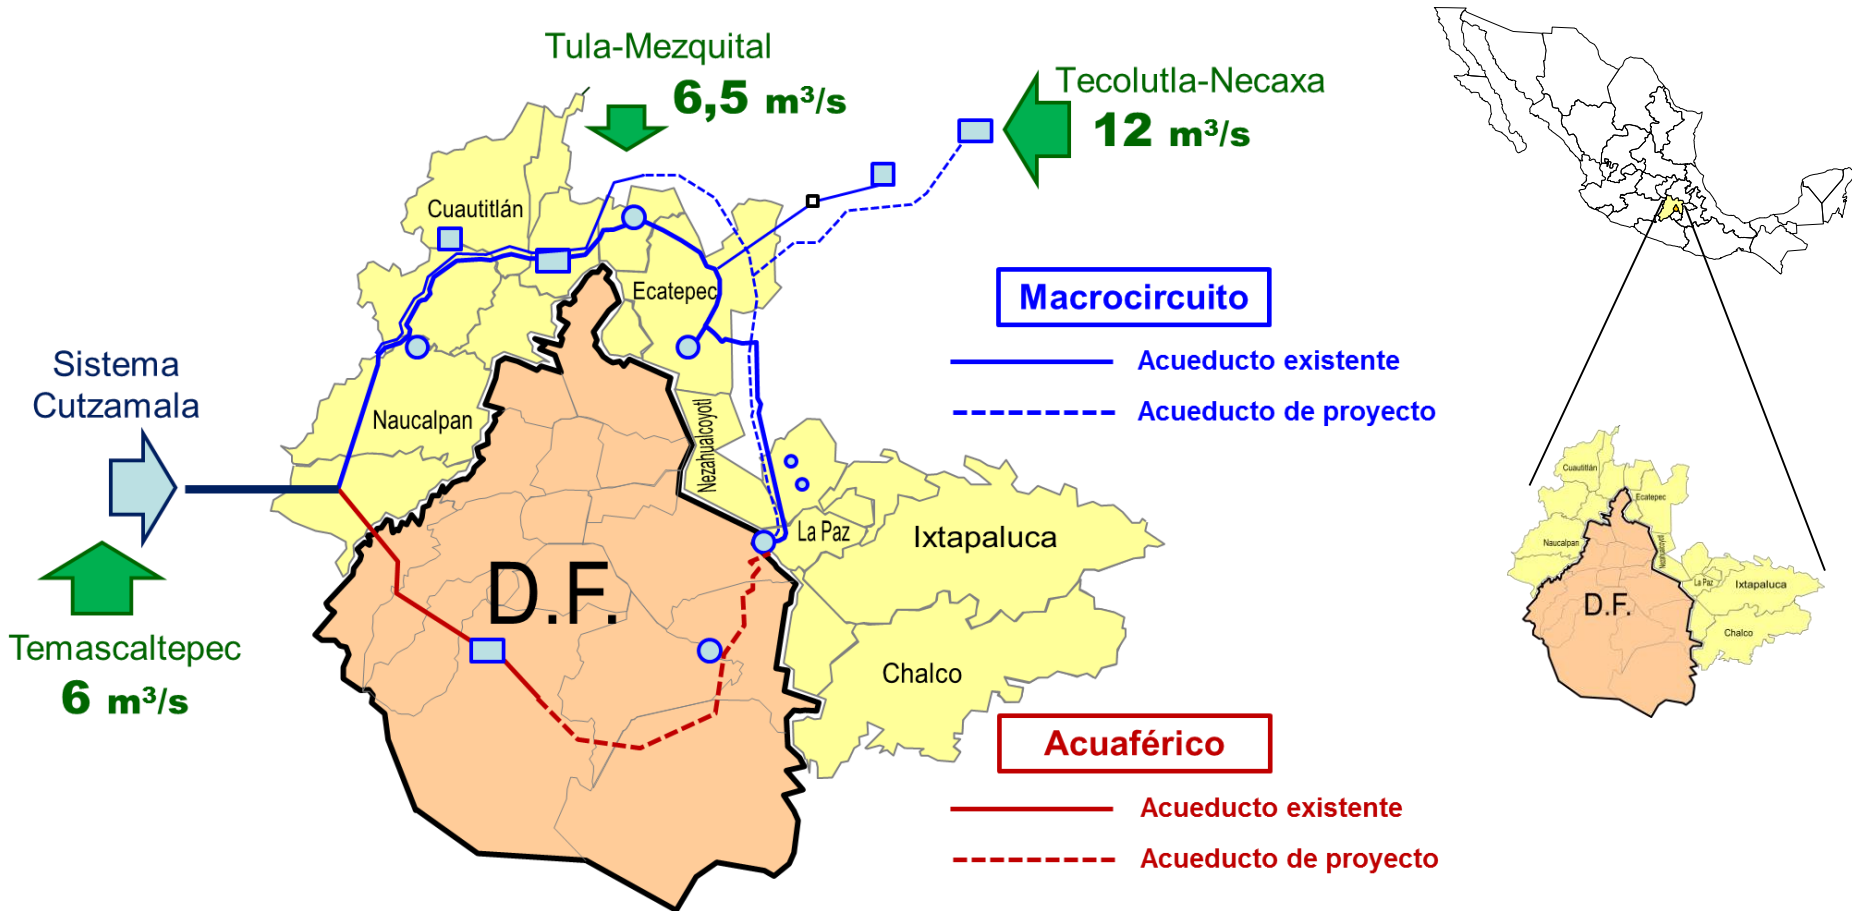 Tula-Mezquital
6,5 m³/s
Tecolutla-Necaxa
12 m³/s
Cuautitlán
Ecatepec
Macrocircuito
Acueducto existente
Acueducto de proyecto
Sistema
Cutzamala
Naucalpan
Nezahualcoyotl
La Paz
Ixtapaluca
D.F.
Chalco
Temascaltepec
6 m³/s
Acuaférico
Acueducto existente
Acueducto de proyecto
Cuautitlán
Ecatepec
Naucalpan
Nezahualcoyotl
La Paz
Ixtapaluca
D.F.
Chalco